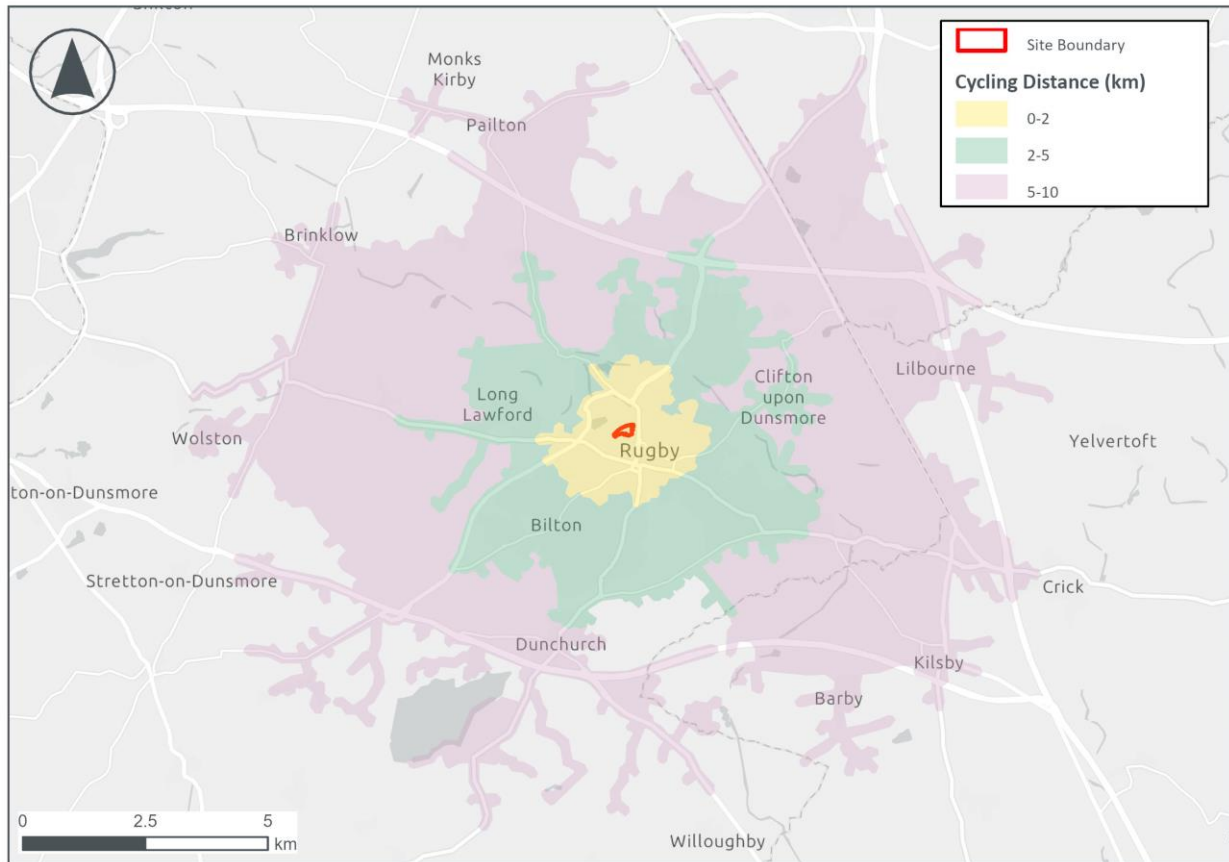 Site Boundary
Cycling Distance (km)
0-2
2-5
5-10
Monks
Kirby
Pailton
Brinklow
Lilbourne
Clifton
upon
Dunsmore
Long
Lawford
Wolston
Rugby
Yelvertoft
ton-on-Dunsmore
Bilton
Stretton-on-Dunsmore
Crick
Dunchurch
Kilsby
Barby
Willoughby
0 2.5 5
km